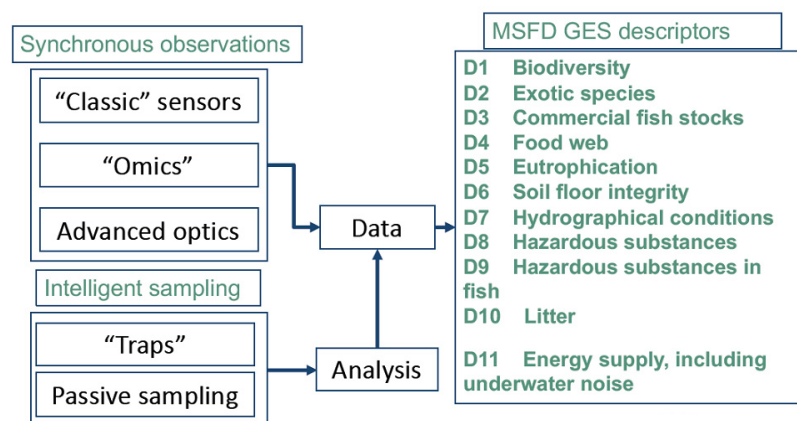 Synchronous observations
“Classic” sensors
“Omics”
Advanced optics
Intelligent sampling
“Traps”
Passive sampling
Data
Analysis
MSFD GES descriptors
D1 Biodiversity
D2 Exotic species
D3 Commercial fish stocks
D4 Food web
D5 Eutrophication
D6 Soil floor integrity
D7 Hydrographical conditions
D8 Hazardous substances
D9 Hazardous substances in
fish
D10 Litter
D11 Energy supply, including
underwater noise